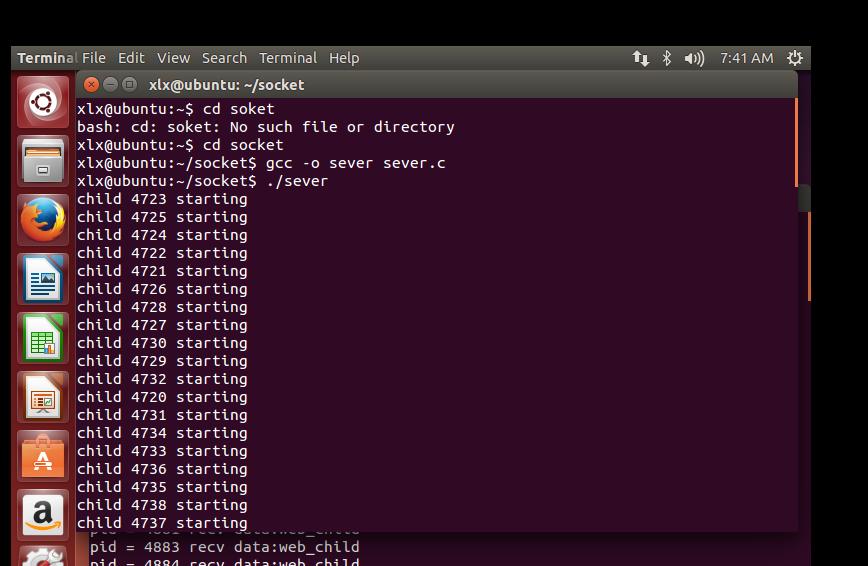 Terminal File Edit View Search Terminal Help 7:41 AM
xlx@ubuntu: ~/socket
xlx@ubuntu:~$ cd soket
bash: cd: soket: No such file or directory
xlx@ubuntu:~$ cd socket
xlx@ubuntu:~/socket$ gcc -o sever sever.c
xlx@ubuntu:~/socket$ ./sever
child 4723 starting
child 4725 starting
child 4724 starting
child 4722 starting
child 4721 starting
child 4726 starting
child 4728 starting
child 4727 starting
child 4730 starting
child 4729 starting
child 4732 starting
child 4720 starting
child 4731 starting
child 4734 starting
child 4733 starting
child 4736 starting
child 4735 starting
child 4738 starting
child 4737 starting
pid = 4881 recv data:web_child
pid = 4883 recv data:web_child
pid = 4884 recv data:web_child